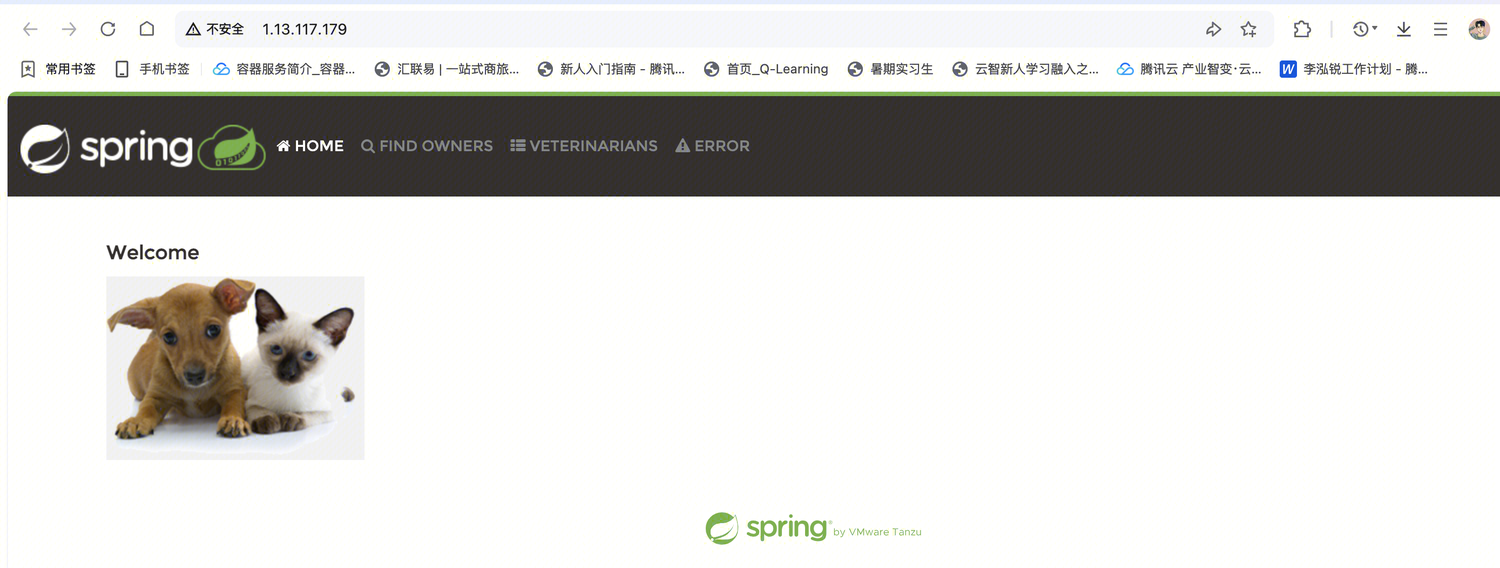 不安全 1.13.117.179
常用书签 手机书签 容器服务简介_容器... 汇联易 | 一站式商旅... 新人入门指南 - 腾讯... 首页_Q-Learning 暑期实习生 云智新人学习融入之... 腾讯云 产业智变·云... W 李泓锐工作计划 - 腾...
spring HOME FIND OWNERS VETERINARIANS ERROR
Welcome
spring® by VMware Tanzu